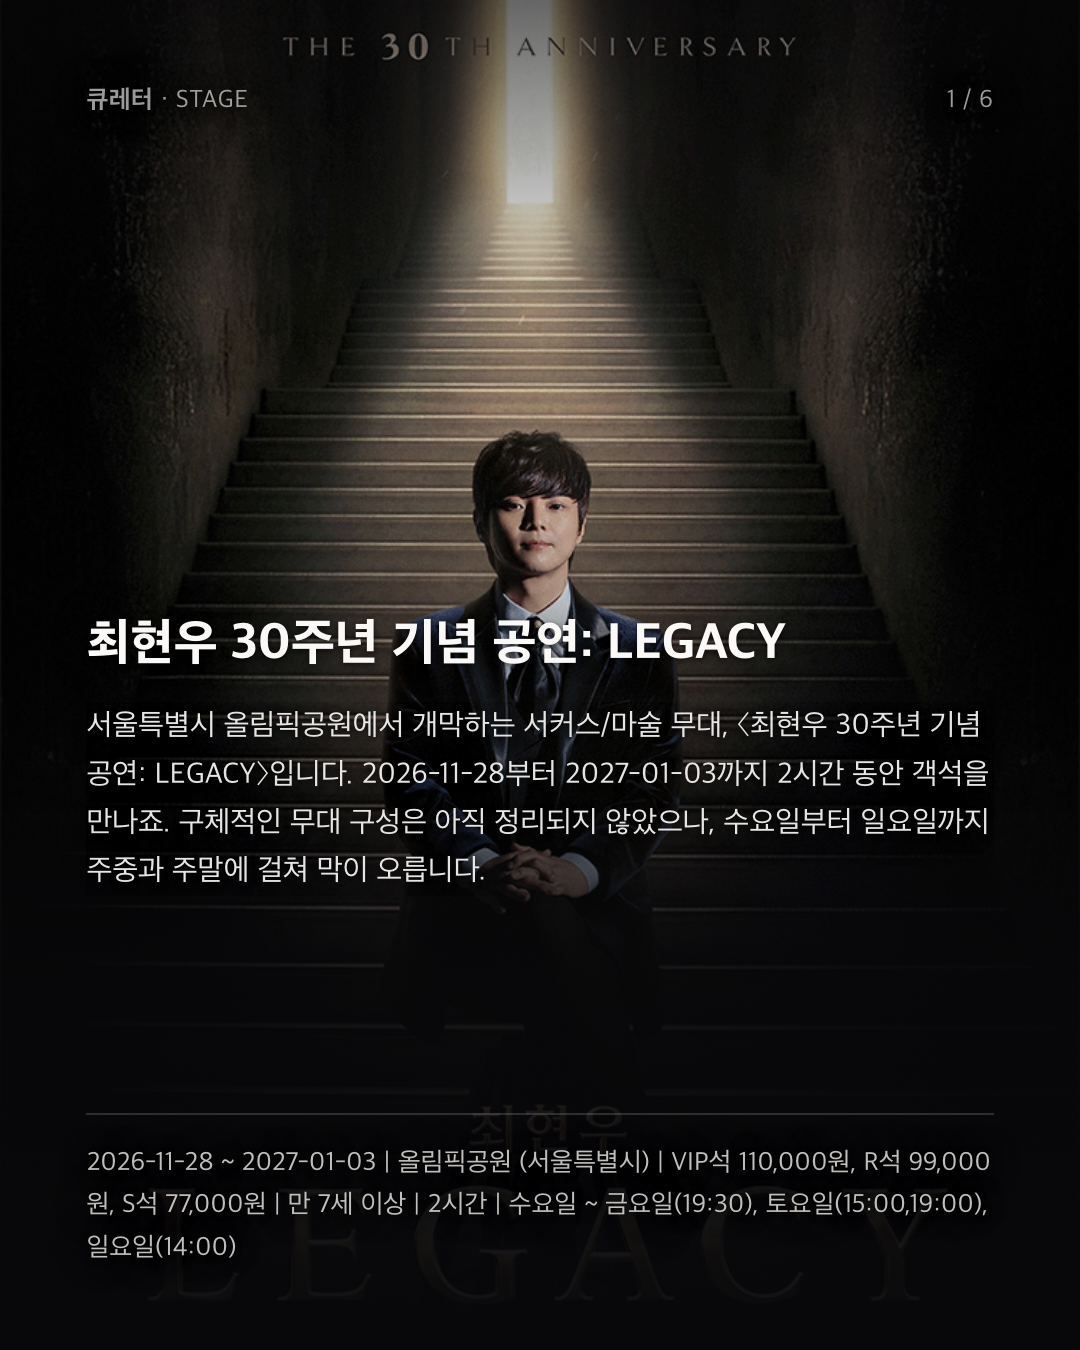 THE 30TH ANNIVERSARY
큐레터 · STAGE
1 / 6
최현우 30주년 기념 공연: LEGACY
서울특별시 올림픽공원에서 개막하는 서커스/마술 무대, 〈최현우 30주년 기념
공연: LEGACY〉입니다. 2026-11-28부터 2027-01-03까지 2시간 동안 객석을
만나죠. 구체적인 무대 구성은 아직 정리되지 않았으나, 수요일부터 일요일까지
주중과 주말에 걸쳐 막이 오릅니다.
최현우
2026-11-28 ~ 2027-01-03 | 올림픽공원 (서울특별시) | VIP석 110,000원, R석 99,000
원, S석 77,000원 | 만 7세 이상 | 2시간 | 수요일 ~ 금요일(19:30), 토요일(15:00,19:00),
일요일(14:00)
LEGACY